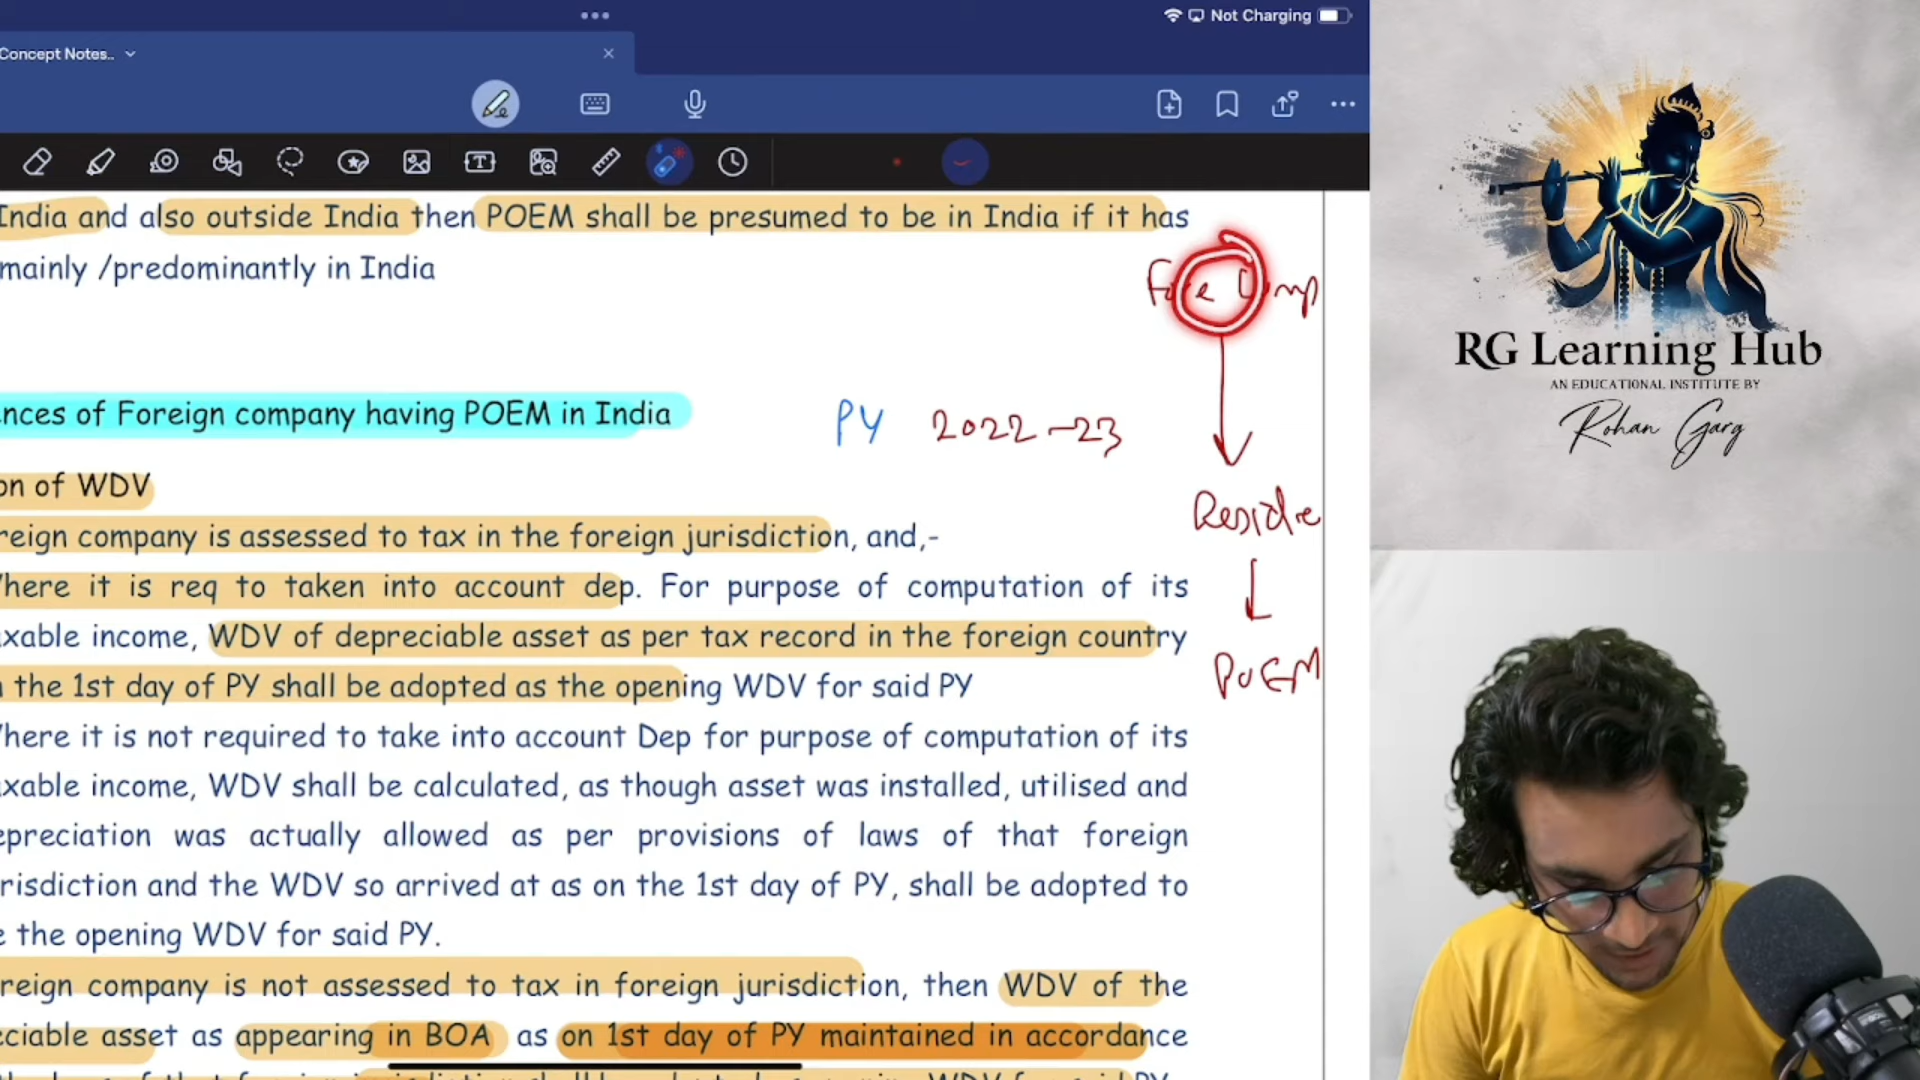 Not Charging
Concept Notes..
India and also outside India then POEM shall be presumed to be in India if it has
mainly /predominantly in India
Fore Comp
ences of Foreign company having POEM in India
PY 2022-23
on of WDV
Reside
reign company is assessed to tax in the foreign jurisdiction, and,-
here it is req to taken into account dep. For purpose of computation of its
axable income, WDV of depreciable asset as per tax record in the foreign country
POEM
the 1st day of PY shall be adopted as the opening WDV for said PY
here it is not required to take into account Dep for purpose of computation of its
axable income, WDV shall be calculated, as though asset was installed, utilised and
epreciation was actually allowed as per provisions of laws of that foreign
risdiction and the WDV so arrived at as on the 1st day of PY, shall be adopted to
e the opening WDV for said PY.
reign company is not assessed to tax in foreign jurisdiction, then WDV of the
eciable asset as appearing in BOA as on 1st day of PY maintained in accordance
RG Learning Hub
AN EDUCATIONAL INSTITUTE BY
Rohan Garg